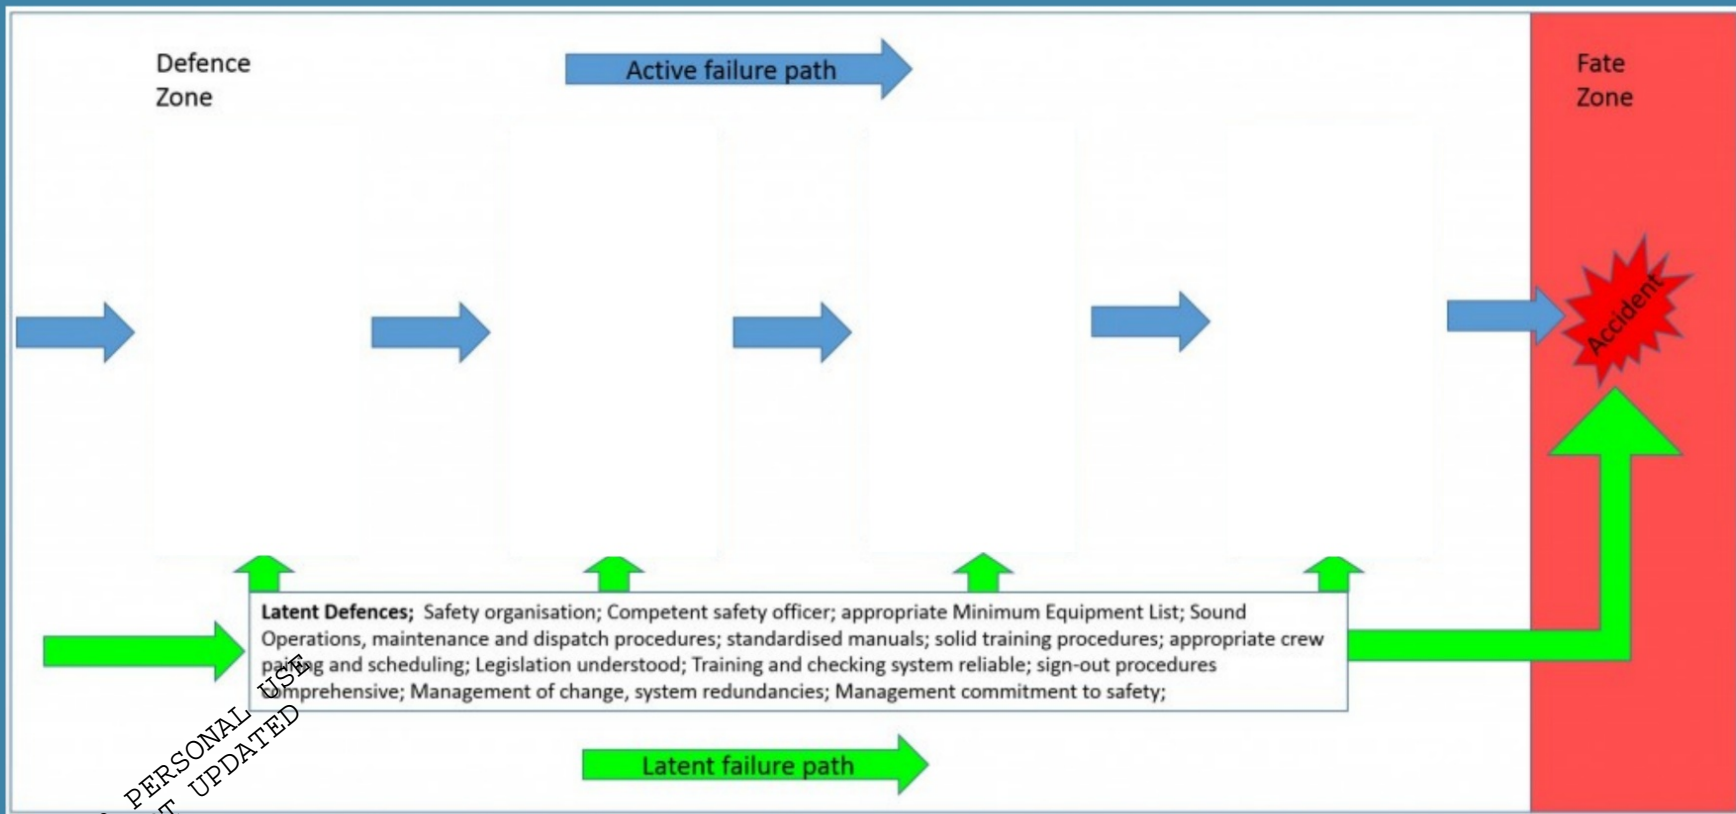 Defence
Zone
Active failure path
Fate
Zone
Accident
Latent Defences; Safety organisation; Competent safety officer; appropriate Minimum Equipment List; Sound
Operations, maintenance and dispatch procedures; standardised manuals; solid training procedures; appropriate crew
pairing and scheduling; Legislation understood; Training and checking system reliable; sign-out procedures
comprehensive; Management of change, system redundancies; Management commitment to safety;
Latent failure path
PERSONAL USE
UPDATED